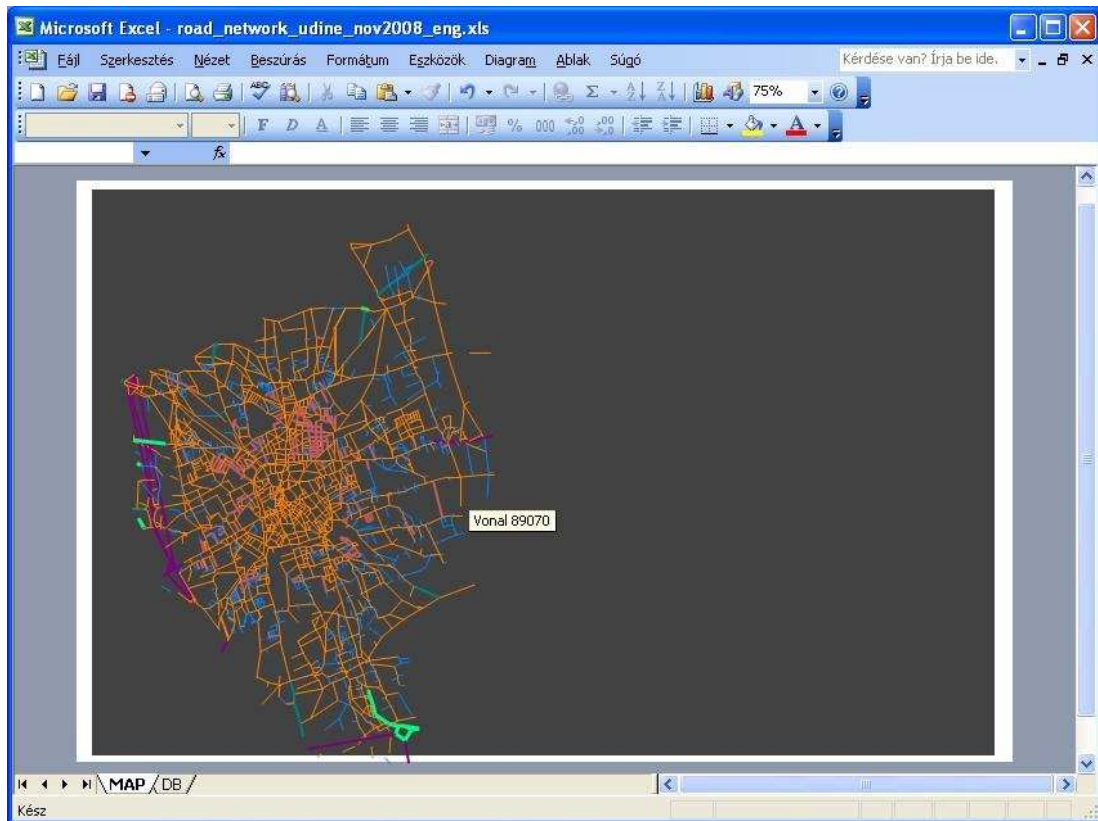 Microsoft Excel - road_network_udine_nov2008_eng.xls
Fájl Szerkesztés Nézet Beszúrás Formátum Eszközök Diagram Ablak Súgó Kérdése van? Írja be ide.
75%
F D A % 000
fx
Vonal 89070
MAP DB
Kész